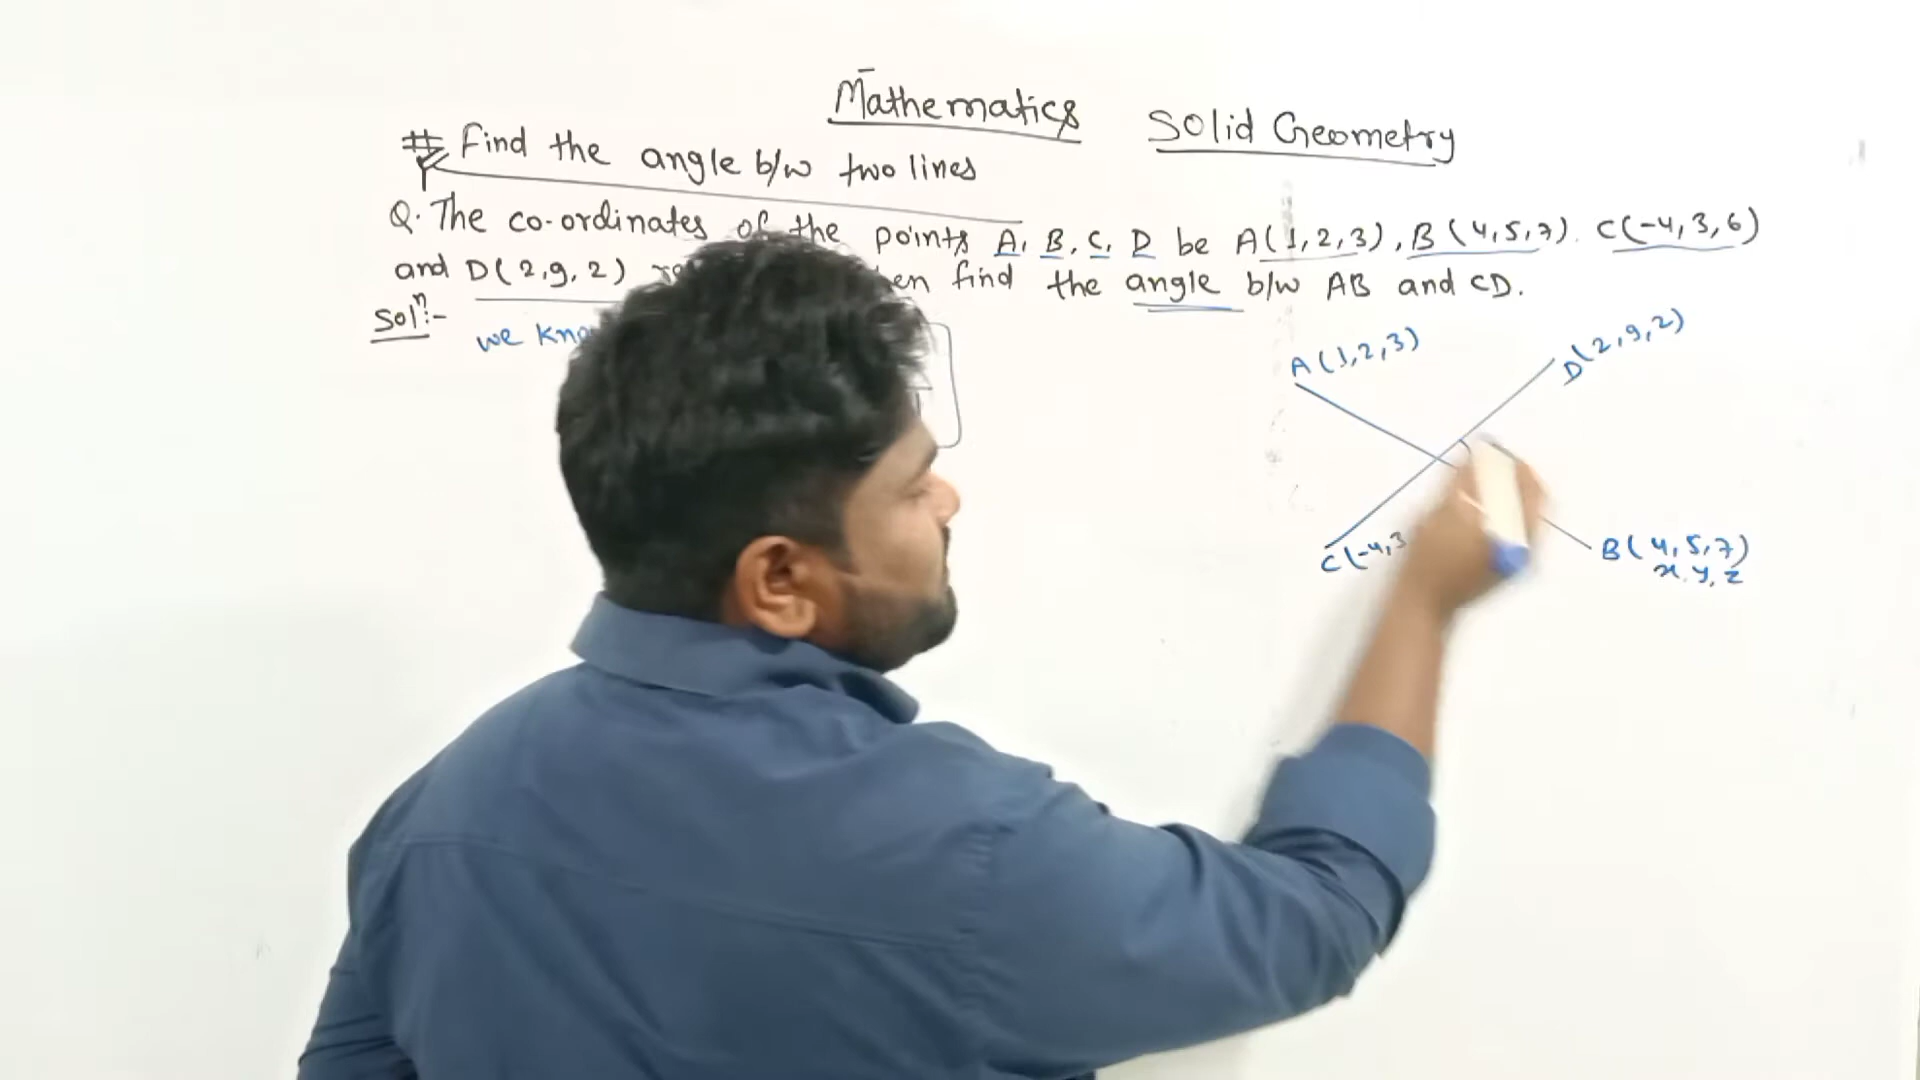 Mathematics
Solid Geometry
# Find the angle b/w two lines
Q. The co-ordinates of the points A, B, C, D be A(1,2,3), B(4,5,7). C(-4,3,6)
and D(2,9,2) find the angle b/w AB and CD.
Solⁿ:-
we
A(1,2,3)
D(2,9,2)
C(-4,3
B(4,5,7)
x, y, z